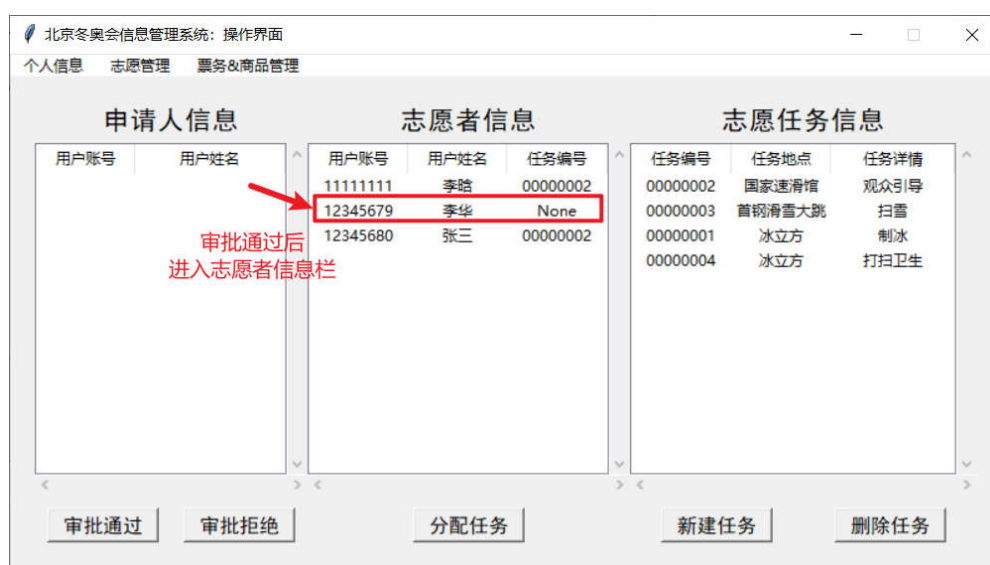 北京冬奥会信息管理系统：操作界面
个人信息 志愿管理 票务&商品管理
申请人信息 志愿者信息 志愿任务信息
用户账号 用户姓名 用户账号 用户姓名 任务编号 任务编号 任务地点 任务详情
11111111 李晗 00000002 00000002 国家速滑馆 观众引导
12345679 李华 None 00000003 首钢滑雪大跳 扫雪
12345680 张三 00000002 00000001 冰立方 制冰
审批通过后
进入志愿者信息栏 00000004 冰立方 打扫卫生
审批通过 审批拒绝 分配任务 新建任务 删除任务